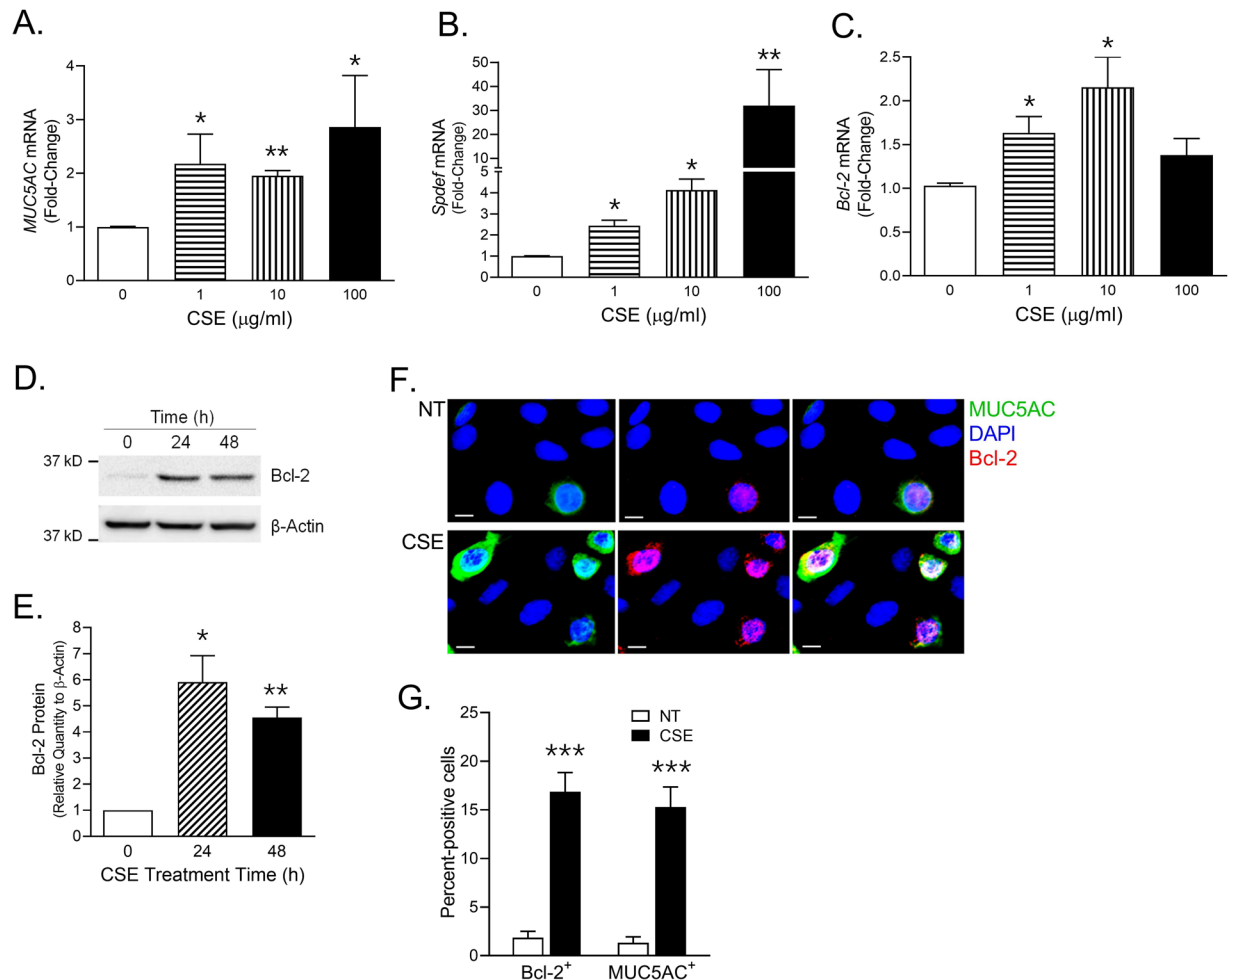 A.
MUC5AC mRNA
(Fold-Change)
4
3
2
1
0
*
**
*
0 1 10 100
CSE (μg/ml)
B.
Spdef mRNA
(Fold-Change)
50
40
30
20
10
5
4
3
2
1
0
*
*
**
0 1 10 100
CSE (μg/ml)
C.
Bcl-2 mRNA
(Fold-Change)
2.5
2.0
1.5
1.0
0.5
0.0
*
*
0 1 10 100
CSE (μg/ml)
D.
Time (h)
0 24 48
37 kD
Bcl-2
β-Actin
37 kD
E.
Bcl-2 Protein
(Relative Quantity to β-Actin)
8
7
6
5
4
3
2
1
0
*
**
0 24 48
CSE Treatment Time (h)
F.
NT
CSE
MUC5AC
DAPI
Bcl-2
G.
Percent-positive cells
25
20
15
10
5
0
NT
CSE
***
***
Bcl-2+ MUC5AC+